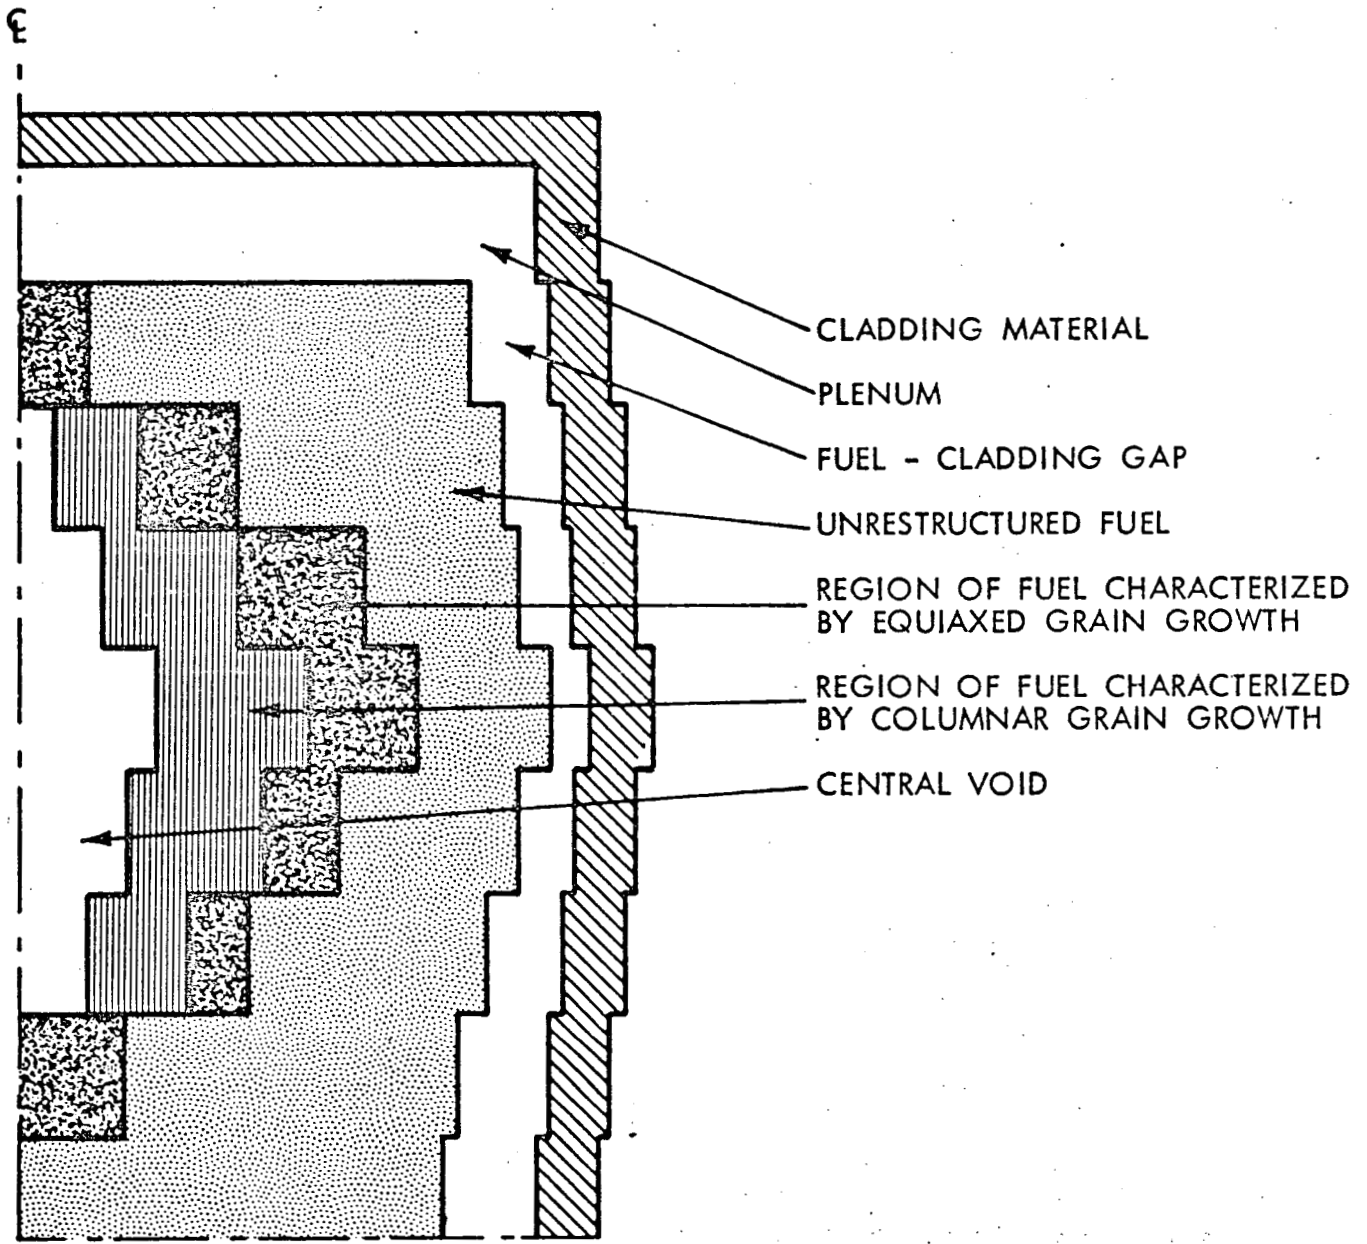 ℄
CLADDING MATERIAL
PLENUM
FUEL - CLADDING GAP
UNRESTRUCTURED FUEL
REGION OF FUEL CHARACTERIZED
BY EQUIAXED GRAIN GROWTH
REGION OF FUEL CHARACTERIZED
BY COLUMNAR GRAIN GROWTH
CENTRAL VOID